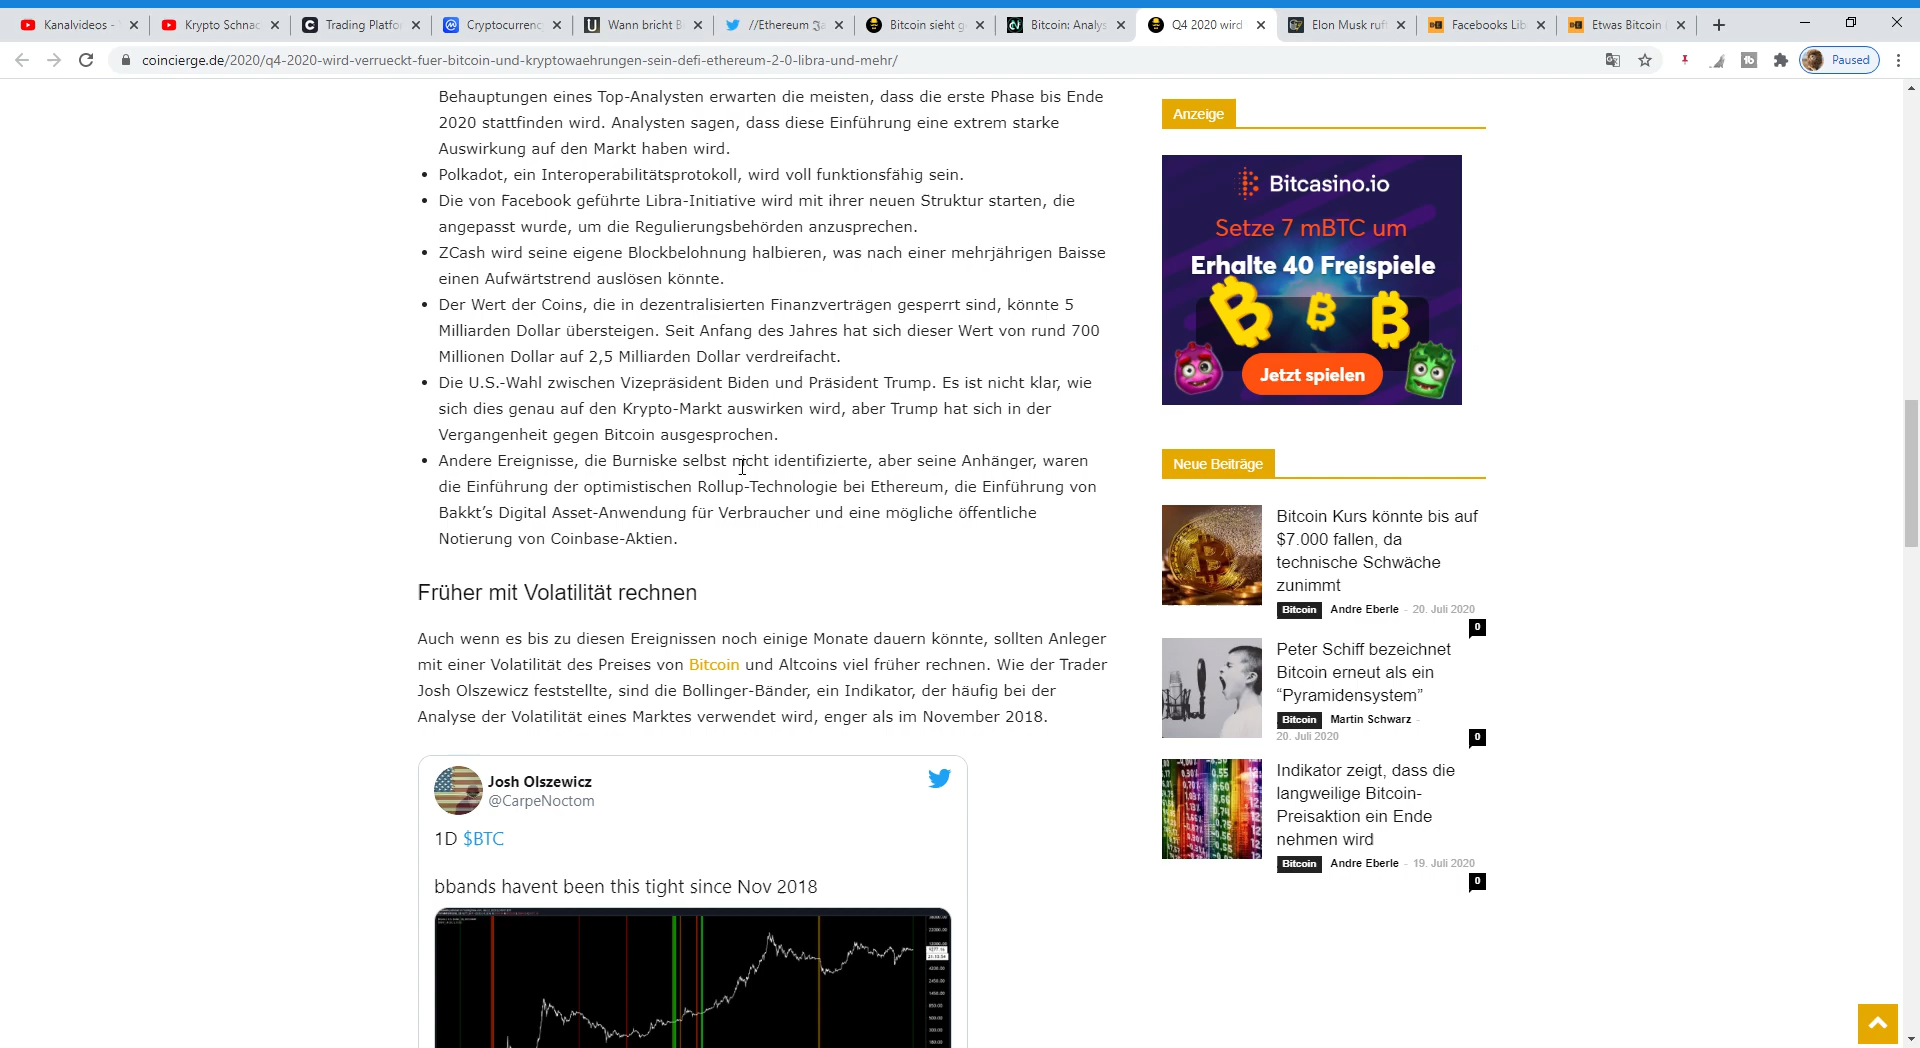 Kanalvideos -
Krypto Schnac
Trading Platfor
Cryptocurrenc
Wann bricht B
//Ethereum
Bitcoin sieht g
Bitcoin: Analys
Q4 2020 wird
Elon Musk ruft
Facebooks Lib
Etwas Bitcoin
coincierge.de/2020/q4-2020-wird-verrueckt-fuer-bitcoin-und-kryptowaehrungen-sein-defi-ethereum-2-0-libra-und-mehr/
Paused
Behauptungen eines Top-Analysten erwarten die meisten, dass die erste Phase bis Ende
2020 stattfinden wird. Analysten sagen, dass diese Einführung eine extrem starke
Auswirkung auf den Markt haben wird.
• Polkadot, ein Interoperabilitätsprotokoll, wird voll funktionsfähig sein.
• Die von Facebook geführte Libra-Initiative wird mit ihrer neuen Struktur starten, die
angepasst wurde, um die Regulierungsbehörden anzusprechen.
• ZCash wird seine eigene Blockbelohnung halbieren, was nach einer mehrjährigen Baisse
einen Aufwärtstrend auslösen könnte.
• Der Wert der Coins, die in dezentralisierten Finanzverträgen gesperrt sind, könnte 5
Milliarden Dollar übersteigen. Seit Anfang des Jahres hat sich dieser Wert von rund 700
Millionen Dollar auf 2,5 Milliarden Dollar verdreifacht.
• Die U.S.-Wahl zwischen Vizepräsident Biden und Präsident Trump. Es ist nicht klar, wie
sich dies genau auf den Krypto-Markt auswirken wird, aber Trump hat sich in der
Vergangenheit gegen Bitcoin ausgesprochen.
• Andere Ereignisse, die Burniske selbst nicht identifizierte, aber seine Anhänger, waren
die Einführung der optimistischen Rollup-Technologie bei Ethereum, die Einführung von
Bakkt’s Digital Asset-Anwendung für Verbraucher und eine mögliche öffentliche
Notierung von Coinbase-Aktien.
Früher mit Volatilität rechnen
Auch wenn es bis zu diesen Ereignissen noch einige Monate dauern könnte, sollten Anleger
mit einer Volatilität des Preises von Bitcoin und Altcoins viel früher rechnen. Wie der Trader
Josh Olszewicz feststellte, sind die Bollinger-Bänder, ein Indikator, der häufig bei der
Analyse der Volatilität eines Marktes verwendet wird, enger als im November 2018.
Josh Olszewicz
@CarpeNoctom
1D $BTC
bbands havent been this tight since Nov 2018
Anzeige
Bitcasino.io
Setze 7 mBTC um
Erhalte 40 Freispiele
Jetzt spielen
Neue Beiträge
Bitcoin Kurs könnte bis auf
$7.000 fallen, da
technische Schwäche
zunimmt
Bitcoin Andre Eberle - 20. Juli 2020
0
Peter Schiff bezeichnet
Bitcoin erneut als ein
“Pyramidensystem”
Bitcoin Martin Schwarz -
20. Juli 2020
0
Indikator zeigt, dass die
langweilige Bitcoin-
Preisaktion ein Ende
nehmen wird
Bitcoin Andre Eberle - 19. Juli 2020
0